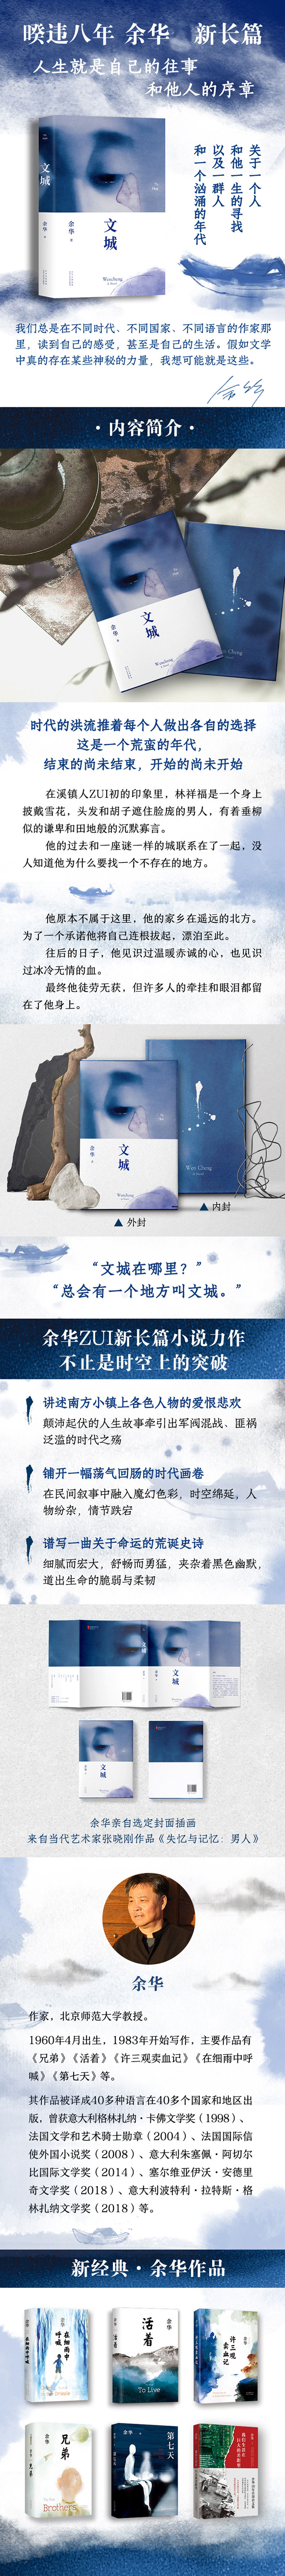 暌违八年 余华 新长篇
人生就是自己的往事
和他人的序章
关于一个人
和他一生的寻找
以及一群人
和一个汹涌的年代
文城
余华
文城
余华 著
Wencheng
我们总是在不同时代、不同国家、不同语言的作家那
里，读到自己的感受，甚至是自己的生活。假如文学
中真的存在某些神秘的力量，我想可能就是这些。
余华
·内容简介·
文城
余华 著
Wencheng
Wen Cheng
时代的洪流推着每个人做出各自的选择
这是一个荒蛮的年代，
结束的尚未结束，开始的尚未开始
在溪镇人ZUI初的印象里，林祥福是一个身上
披戴雪花，头发和胡子遮住脸庞的男人，有着垂柳
似的谦卑和田地般的沉默寡言。
他的过去和一座谜一样的城联系在了一起，没
人知道他为什么要找一个不存在的地方。
他原本不属于这里，他的家乡在遥远的北方。
为了一个承诺他将自己连根拔起，漂泊至此。
往后的日子，他见识过温暖赤诚的心，也见识
过冰冷无情的血。
最终他徒劳无获，但许多人的牵挂和眼泪都留
在了他身上。
文城
余华 著
Wencheng
Wen Cheng
▲ 内封
▲ 外封
“文城在哪里？”
“总会有一个地方叫文城。”
余华ZUI新长篇小说力作
不止是时空上的突破
讲述南方小镇上各色人物的爱恨悲欢
颠沛起伏的人生故事牵引出军阀混战、匪祸
泛滥的时代之殇
铺开一幅荡气回肠的时代画卷
在民间叙事中融入魔幻色彩，时空绵延，人
物纷杂，情节跌宕
谱写一曲关于命运的荒诞史诗
细腻而宏大，舒畅而勇猛，夹杂着黑色幽默，
道出生命的脆弱与柔韧
文城
文城
文城
余华亲自选定封面插画
来自当代艺术家张晓刚作品《失忆与记忆：男人》
余华
作家，北京师范大学教授。
1960年4月出生，1983年开始写作，主要作品有
《兄弟》《活着》《许三观卖血记》《在细雨中呼
喊》《第七天》等。
其作品被译成40多种语言在40多个国家和地区出
版，曾获意大利格林扎纳·卡佛文学奖（1998）、
法国文学和艺术骑士勋章（2004）、法国国际信
使外国小说奖（2008）、意大利朱塞佩·阿切尔
比国际文学奖（2014）、塞尔维亚伊沃·安德里
奇文学奖（2018）、意大利波特利·拉特斯·格
林扎纳文学奖（2018）等。
新经典·余华作品
在细雨中呼喊
余华
活着
余华
To Live
许三观卖血记
余华
兄弟
余华
Brothers
第七天
余华
我们生活在巨大的差距里